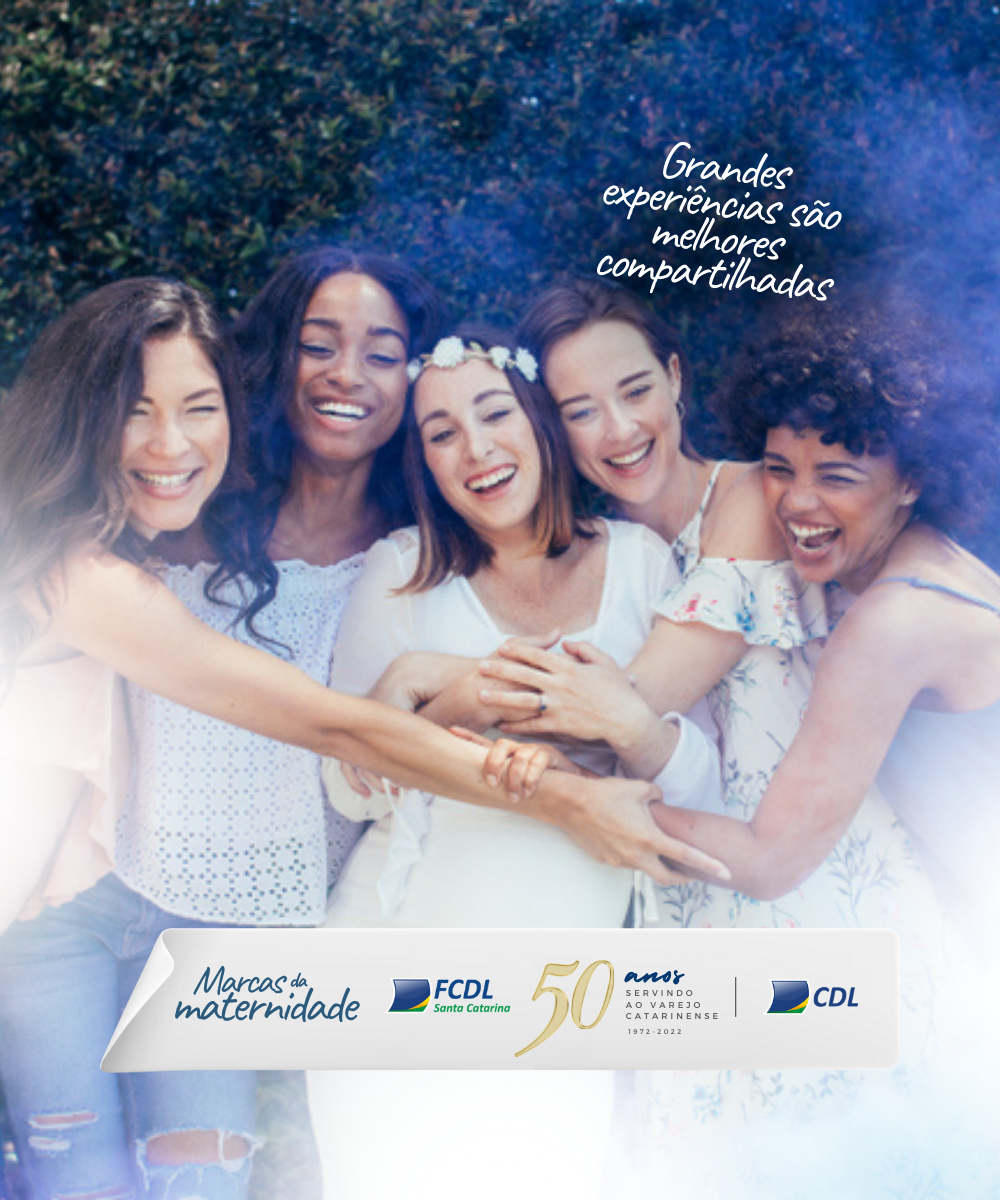 Grandes
experiências são
melhores
compartilhadas
Marcas da
maternidade
FCDL
Santa Catarina
50 anos
SERVINDO
AO VAREJO
CATARINENSE
1972-2022
CDL